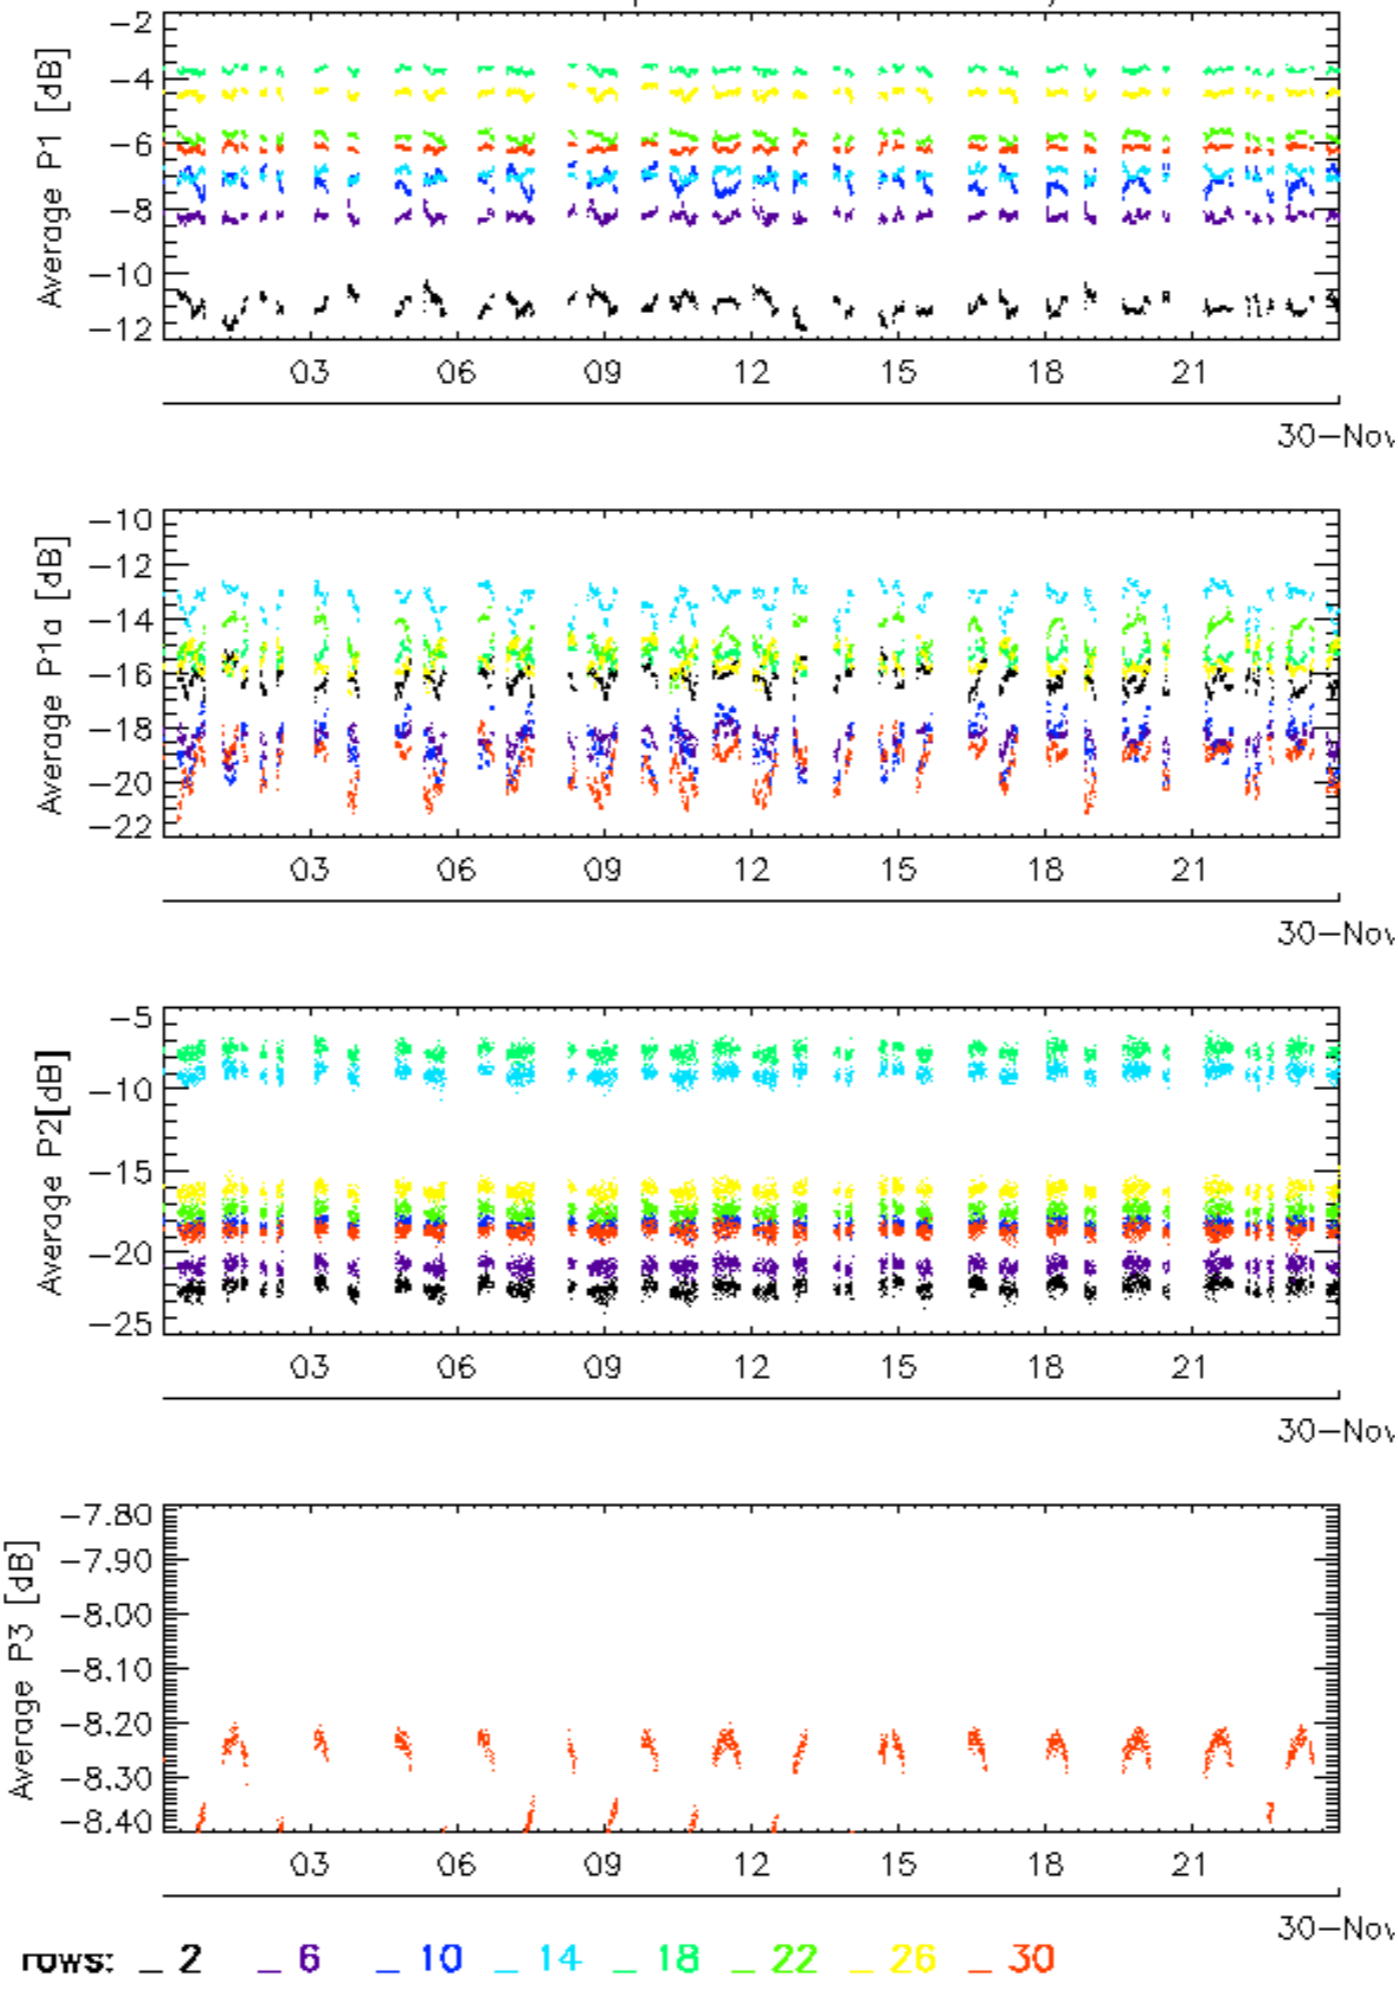 Average P1 [dB]
−2
−4
−6
−8
−10
−12
03 06 09 12 15 18 21
30−Nov
Average P1a [dB]
−10
−12
−14
−16
−18
−20
−22
03 06 09 12 15 18 21
30−Nov
Average P2[dB]
−5
−10
−15
−20
−25
03 06 09 12 15 18 21
30−Nov
Average P3 [dB]
−7.80
−7.90
−8.00
−8.10
−8.20
−8.30
−8.40
03 06 09 12 15 18 21
30−Nov
rows: _ 2 _ 6 _ 10 _ 14 _ 18 _ 22 _ 26 _ 30